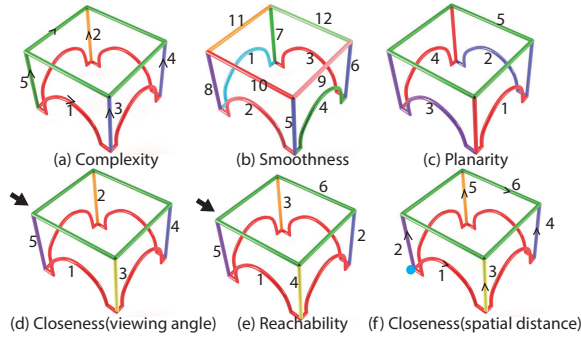 11 12
2 7 5
1 3 4 2
4 6
5 8 10 9 3
1 3 2 5 4 1
(a) Complexity (b) Smoothness (c) Planarity
2 3 6 5 6
5 4 5 2 2 4
1 3 1 4 1 3
(d) Closeness(viewing angle) (e) Reachability (f) Closeness(spatial distance)